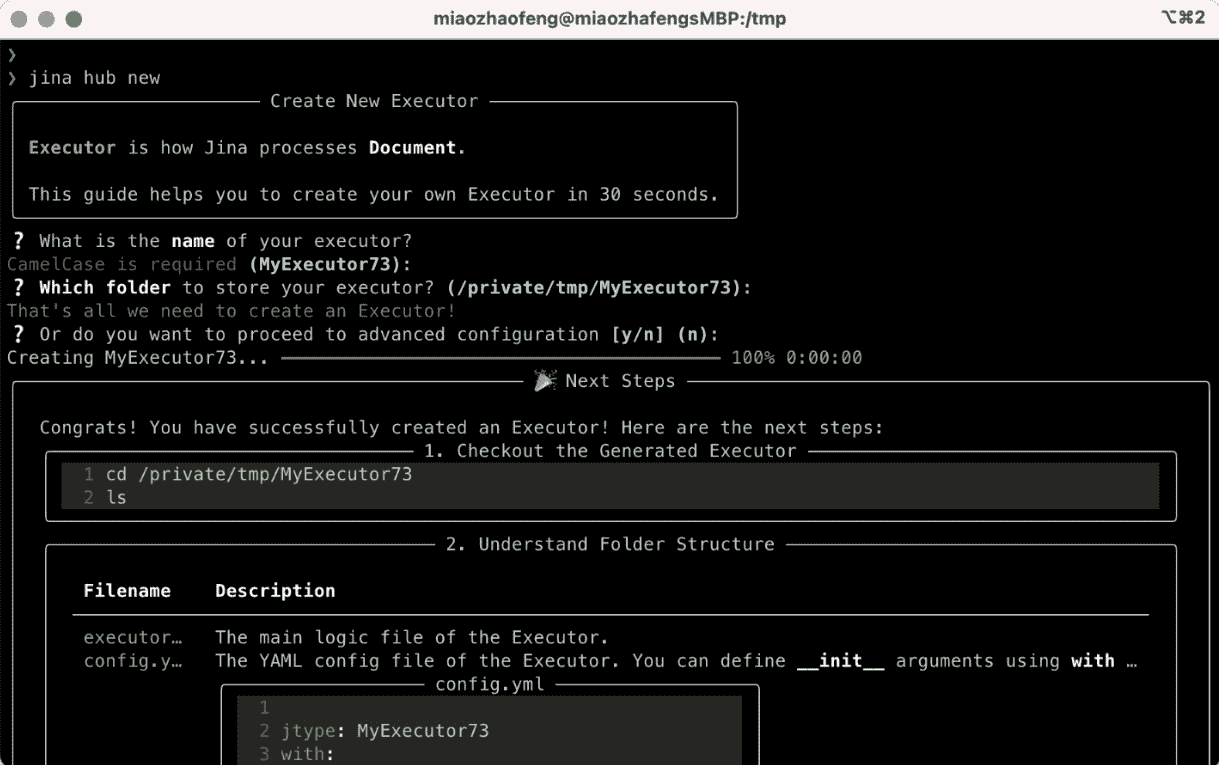 miaozhaofeng@miaozhafengsMBP:/tmp
⌥⌘2
❯
❯ jina hub new
Create New Executor
Executor is how Jina processes Document.
This guide helps you to create your own Executor in 30 seconds.
? What is the name of your executor?
CamelCase is required (MyExecutor73):
? Which folder to store your executor? (/private/tmp/MyExecutor73):
That's all we need to create an Executor!
? Or do you want to proceed to advanced configuration [y/n] (n):
Creating MyExecutor73... 100% 0:00:00
🎉 Next Steps
Congrats! You have successfully created an Executor! Here are the next steps:
1. Checkout the Generated Executor
1 cd /private/tmp/MyExecutor73
2 ls
2. Understand Folder Structure
Filename Description
executor… The main logic file of the Executor.
config.y… The YAML config file of the Executor. You can define __init__ arguments using with …
config.yml
1
2 jtype: MyExecutor73
3 with: